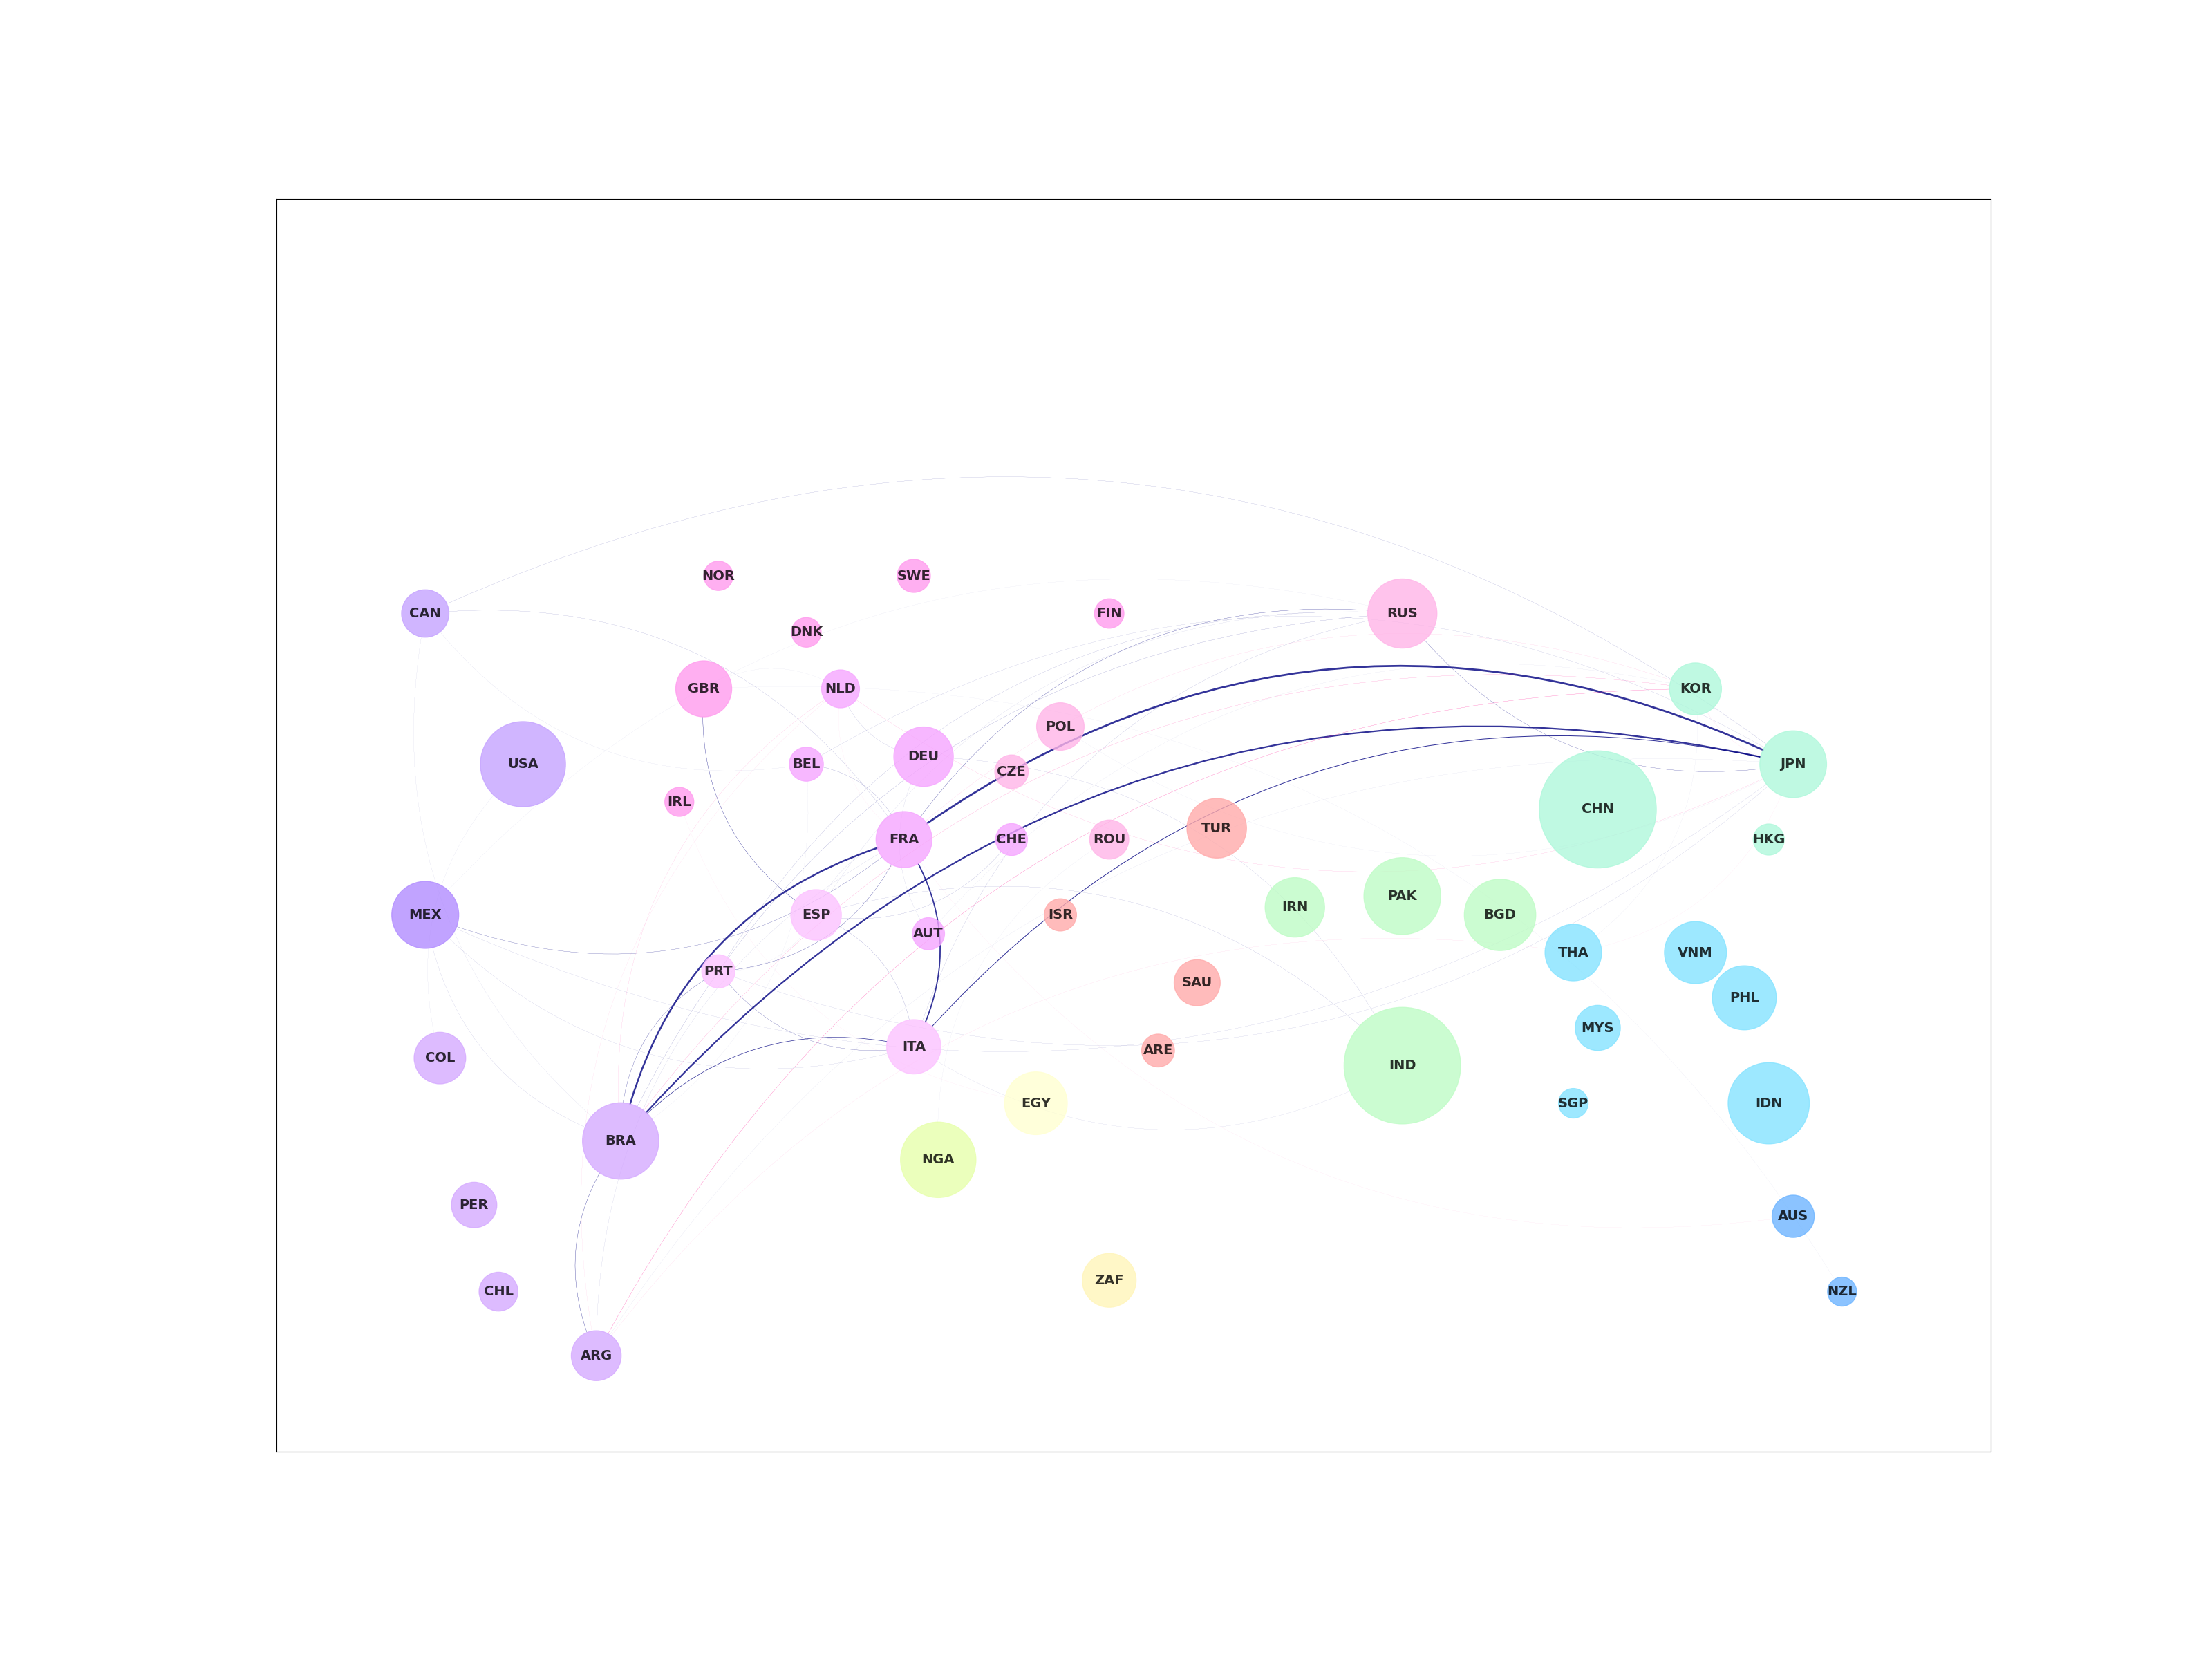 NOR
SWE
CAN
FIN
RUS
DNK
GBR
NLD
KOR
POL
DEU
USA
BEL
CZE
JPN
IRL
CHN
TUR
FRA
CHE
ROU
HKG
PAK
IRN
MEX
ESP
ISR
BGD
AUT
THA
VNM
PRT
SAU
PHL
MYS
ITA
ARE
COL
IND
EGY
SGP
IDN
BRA
NGA
PER
AUS
ZAF
CHL
NZL
ARG